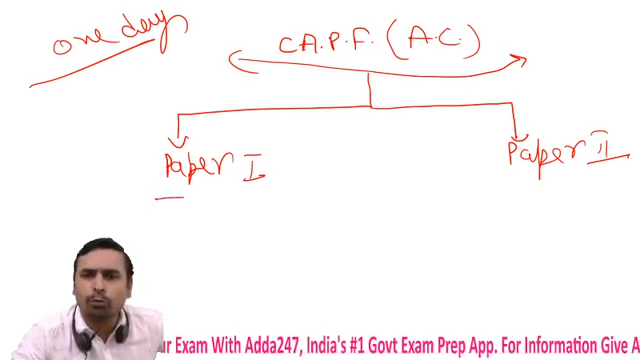 one day
C.A.P.F. (A.C.)
Paper I
Paper II
ur Exam With Adda247, India's #1 Govt Exam Prep App. For Information Give A